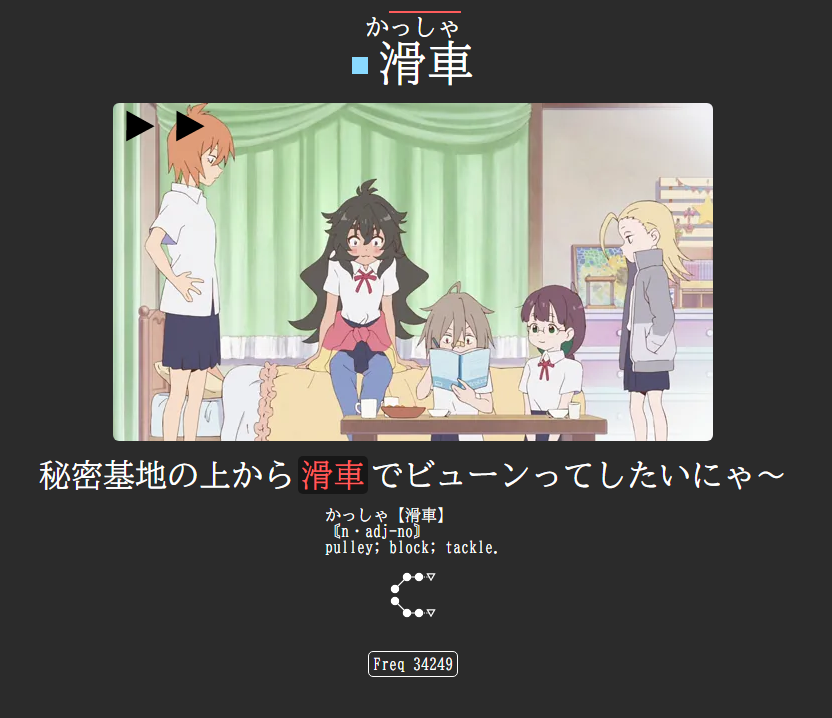 かっしゃ
滑車
秘密基地の上から滑車でビューンってしたいにゃ～
かっしゃ【滑車】
〘n・adj-no〙
pulley; block; tackle.
Freq 34249